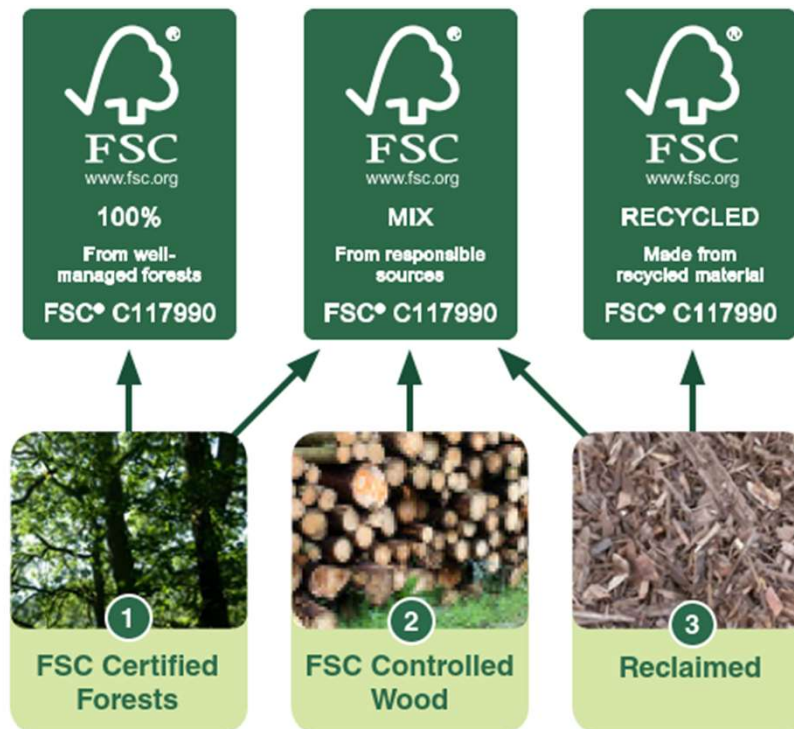 FSC
www.fsc.org
100%
From well-
managed forests
FSC® C117990
FSC
www.fsc.org
MIX
From responsible
sources
FSC® C117990
FSC
www.fsc.org
RECYCLED
Made from
recycled material
FSC® C117990
1
FSC Certified
Forests
2
FSC Controlled
Wood
3
Reclaimed